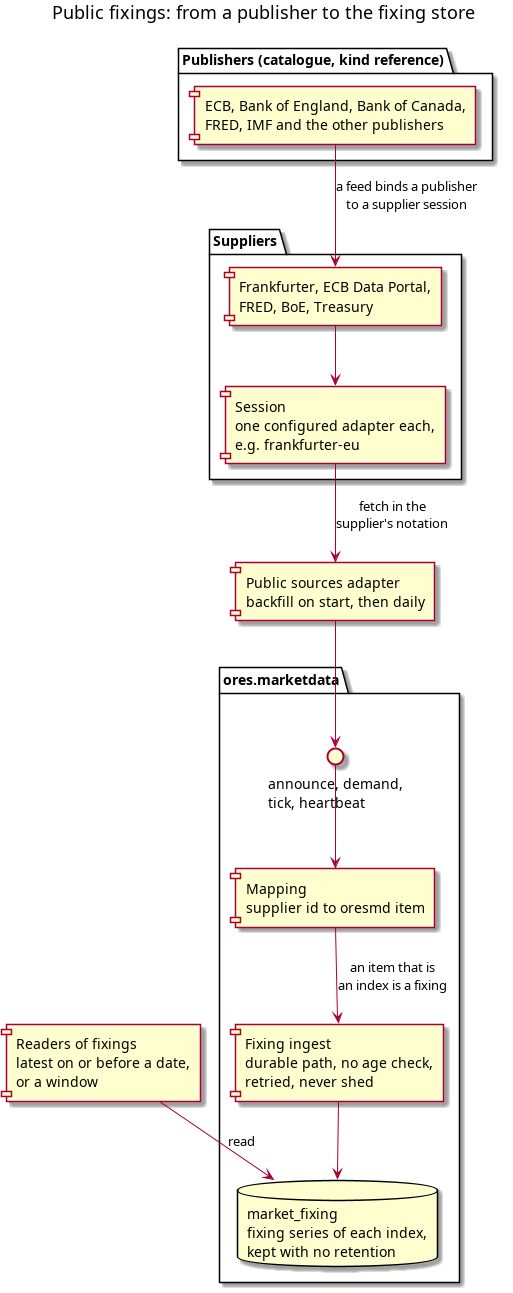 Public fixings: from a publisher to the fixing store
Publishers (catalogue, kind reference)
ECB, Bank of England, Bank of Canada,
FRED, IMF and the other publishers
a feed binds a publisher
to a supplier session
Suppliers
Frankfurter, ECB Data Portal,
FRED, BoE, Treasury
Session
one configured adapter each,
e.g. frankfurter-eu
fetch in the
supplier's notation
Public sources adapter
backfill on start, then daily
ores.marketdata
announce, demand,
tick, heartbeat
Mapping
supplier id to oresmd item
an item that is
an index is a fixing
Readers of fixings
latest on or before a date,
or a window
Fixing ingest
durable path, no age check,
retried, never shed
read
market_fixing
fixing series of each index,
kept with no retention